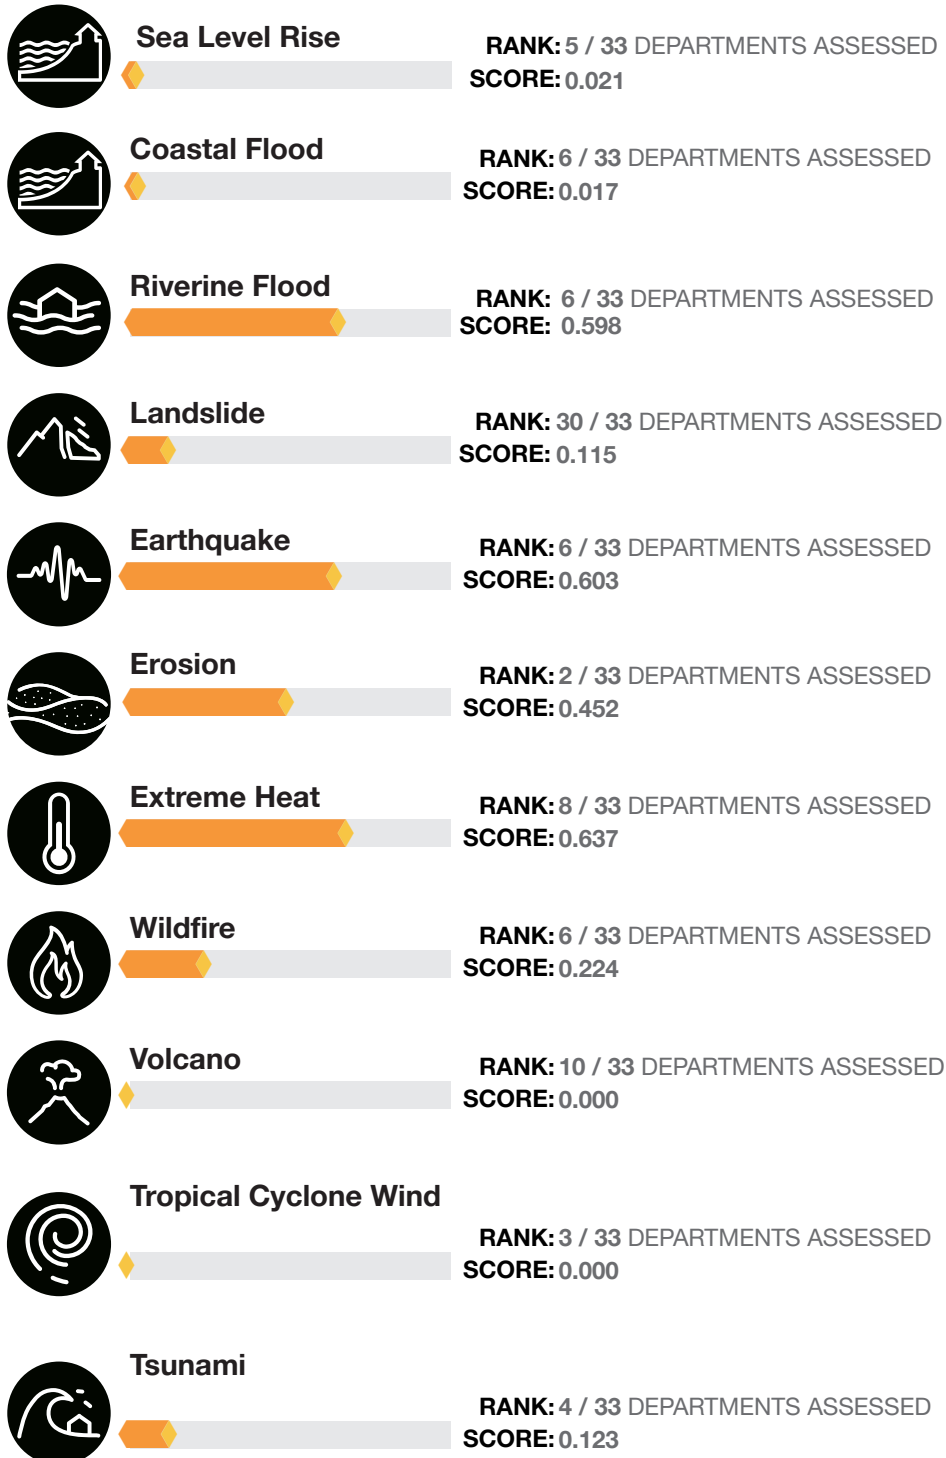 Sea Level Rise
RANK: 5 / 33 DEPARTMENTS ASSESSED
SCORE: 0.021
Coastal Flood
RANK: 6 / 33 DEPARTMENTS ASSESSED
SCORE: 0.017
Riverine Flood
RANK: 6 / 33 DEPARTMENTS ASSESSED
SCORE: 0.598
Landslide
RANK: 30 / 33 DEPARTMENTS ASSESSED
SCORE: 0.115
Earthquake
RANK: 6 / 33 DEPARTMENTS ASSESSED
SCORE: 0.603
Erosion
RANK: 2 / 33 DEPARTMENTS ASSESSED
SCORE: 0.452
Extreme Heat
RANK: 8 / 33 DEPARTMENTS ASSESSED
SCORE: 0.637
Wildfire
RANK: 6 / 33 DEPARTMENTS ASSESSED
SCORE: 0.224
Volcano
RANK: 10 / 33 DEPARTMENTS ASSESSED
SCORE: 0.000
Tropical Cyclone Wind
RANK: 3 / 33 DEPARTMENTS ASSESSED
SCORE: 0.000
Tsunami
RANK: 4 / 33 DEPARTMENTS ASSESSED
SCORE: 0.123